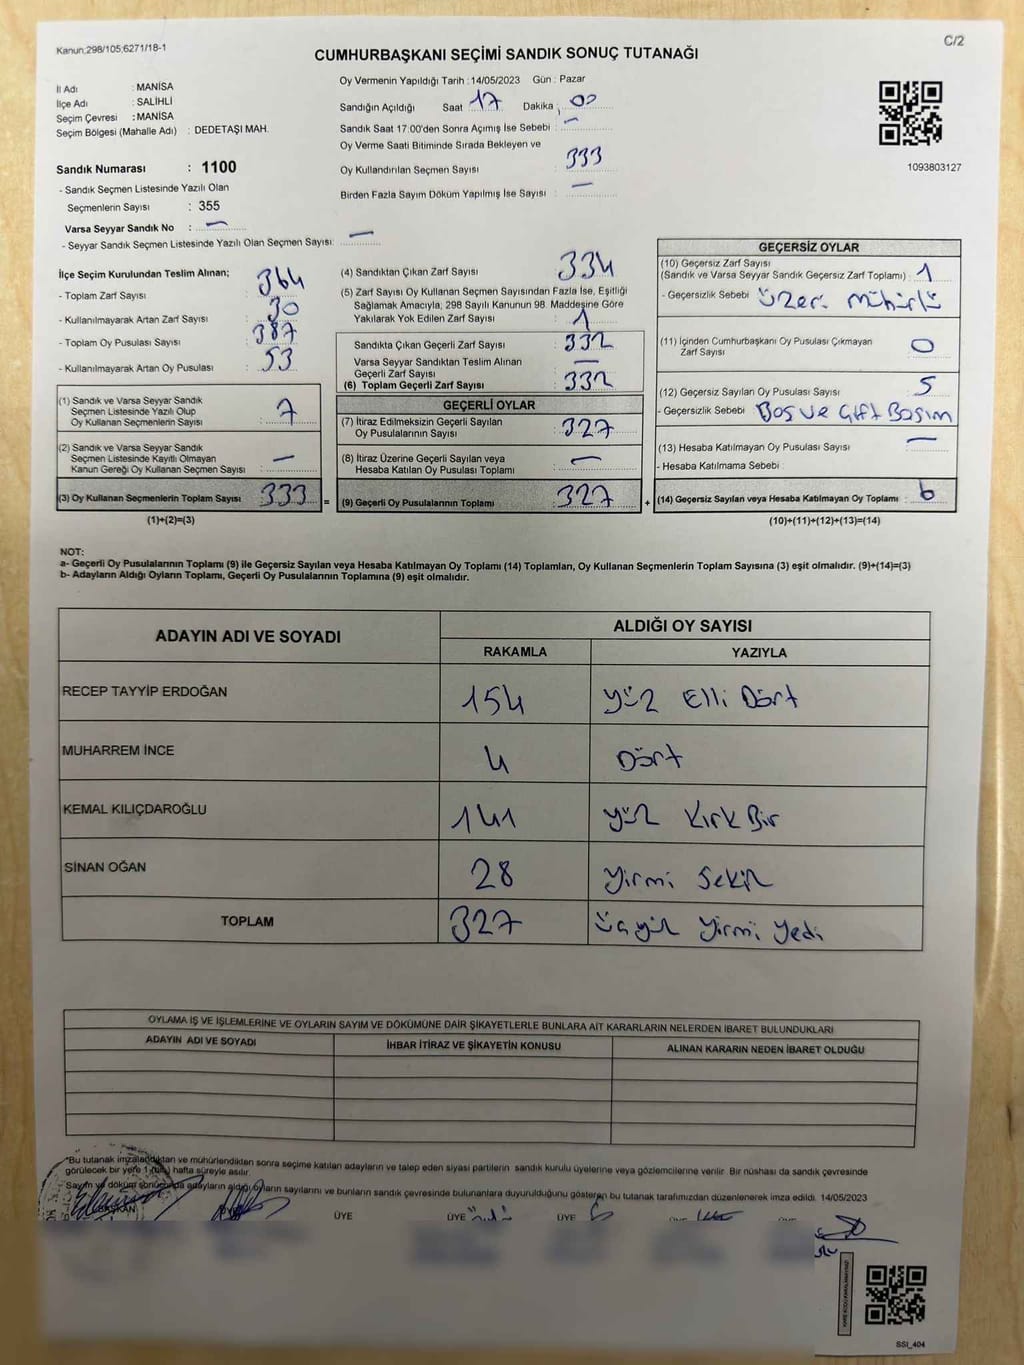 Kanun:298/105;6271/18-1
C/2
CUMHURBAŞKANI SEÇİMİ SANDIK SONUÇ TUTANAĞI
İl Adı : MANİSA
İlçe Adı : SALİHLİ
Seçim Çevresi : MANİSA
Seçim Bölgesi (Mahalle Adı) : DEDETAŞI MAH.
Sandık Numarası : 1100
- Sandık Seçmen Listesinde Yazılı Olan
Seçmenlerin Sayısı : 355
Varsa Seyyar Sandık No : —
- Seyyar Sandık Seçmen Listesinde Yazılı Olan Seçmen Sayısı: —
Oy Vermenin Yapıldığı Tarih : 14/05/2023 Gün : Pazar
Sandığın Açıldığı Saat 17 Dakika : 00
Sandık Saat 17:00'den Sonra Açılmış İse Sebebi : —
Oy Verme Saati Bitiminde Sırada Bekleyen ve
Oy Kullandırılan Seçmen Sayısı : 333
Birden Fazla Sayım Döküm Yapılmış İse Sayısı : —
1093803127
İlçe Seçim Kurulundan Teslim Alınan;
- Toplam Zarf Sayısı : 364
- Kullanılmayarak Artan Zarf Sayısı : 30
- Toplam Oy Pusulası Sayısı : 387
- Kullanılmayarak Artan Oy Pusulası : 53
(1) Sandık ve Varsa Seyyar Sandık
Seçmen Listesinde Yazılı Olup
Oy Kullanan Seçmenlerin Sayısı : 7
(2) Sandık ve Varsa Seyyar Sandık
Seçmen Listesinde Kayıtlı Olmayan
Kanun Gereği Oy Kullanan Seçmen Sayısı : —
(3) Oy Kullanan Seçmenlerin Toplam Sayısı : 333 =
(1)+(2)=(3)
(4) Sandıktan Çıkan Zarf Sayısı : 334
(5) Zarf Sayısı Oy Kullanan Seçmen Sayısından Fazla İse, Eşitliği
Sağlamak Amacıyla, 298 Sayılı Kanunun 98. Maddesine Göre
Yakılarak Yok Edilen Zarf Sayısı : 1
Sandıkta Çıkan Geçerli Zarf Sayısı : 332
Varsa Seyyar Sandıktan Teslim Alınan
Geçerli Zarf Sayısı : —
(6) Toplam Geçerli Zarf Sayısı : 332
GEÇERLİ OYLAR
(7) İtiraz Edilmeksizin Geçerli Sayılan
Oy Pusulalarının Sayısı : 327
(8) İtiraz Üzerine Geçerli Sayılan veya
Hesaba Katılan Oy Pusulası Toplamı : —
(9) Geçerli Oy Pusulalarının Toplamı : 327 +
GEÇERSİZ OYLAR
(10) Geçersiz Zarf Sayısı
(Sandık ve Varsa Seyyar Sandık Geçersiz Zarf Toplamı) : 1
- Geçersizlik Sebebi : üzeri mühürlü
(11) İçinden Cumhurbaşkanı Oy Pusulası Çıkmayan
Zarf Sayısı : 0
(12) Geçersiz Sayılan Oy Pusulası Sayısı : 5
- Geçersizlik Sebebi : Boş ve Çift Basım
(13) Hesaba Katılmayan Oy Pusulası Sayısı : —
- Hesaba Katılmama Sebebi :
(14) Geçersiz Sayılan veya Hesaba Katılmayan Oy Toplamı : 6
(10)+(11)+(12)+(13)=(14)
NOT:
a- Geçerli Oy Pusulalarının Toplamı (9) ile Geçersiz Sayılan veya Hesaba Katılmayan Oy Toplamı (14) Toplamları, Oy Kullanan Seçmenlerin Toplam Sayısına (3) eşit olmalıdır. (9)+(14)=(3)
b- Adayların Aldığı Oyların Toplamı, Geçerli Oy Pusulalarının Toplamına (9) eşit olmalıdır.
ADAYIN ADI VE SOYADI ALDIĞI OY SAYISI
RAKAMLA YAZIYLA
RECEP TAYYİP ERDOĞAN 154 yüz Elli Dört
MUHARREM İNCE 4 Dört
KEMAL KILIÇDAROĞLU 141 yüz Kırk Bir
SİNAN OĞAN 28 yirmi Sekiz
TOPLAM 327 üçyüz yirmi yedi
OYLAMA İŞ VE İŞLEMLERİNE VE OYLARIN SAYIM VE DÖKÜMÜNE DAİR ŞİKAYETLERLE BUNLARA AİT KARARLARIN NELERDEN İBARET BULUNDUKLARI
ADAYIN ADI VE SOYADI İHBAR İTİRAZ VE ŞİKAYETİN KONUSU ALINAN KARARIN NEDEN İBARET OLDUĞU
*Bu tutanak imzalandıktan ve mühürlendikten sonra seçime katılan adayların ve talep eden siyasi partilerin sandık kurulu üyelerine veya gözlemcilerine verilir. Bir nüshası da sandık çevresinde
görülecek bir yere 1 hafta süreyle asılır.
Sayım ve döküm sonucunda adayların aldığı oyların sayılarını ve bunların sandık çevresinde bulunanlara duyurulduğunu gösteren bu tutanak tarafımızdan düzenlenerek imza edildi. 14/05/2023
BAŞKAN ÜYE ÜYE ÜYE
SSİ_404